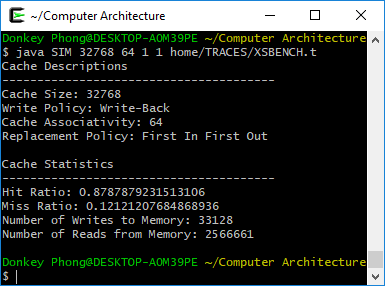 ~/Computer Architecture
Donkey Phong@DESKTOP-AOM39PE ~/Computer Architecture
$ java SIM 32768 64 1 1 home/TRACES/XSBENCH.t
Cache Descriptions
---------------------------------------
Cache Size: 32768
Write Policy: Write-Back
Cache Associativity: 64
Replacement Policy: First In First Out
Cache Statistics
---------------------------------------
Hit Ratio: 0.8787879231513106
Miss Ratio: 0.12121207684868936
Number of Writes to Memory: 33128
Number of Reads from Memory: 2566661
Donkey Phong@DESKTOP-AOM39PE ~/Computer Architecture
$